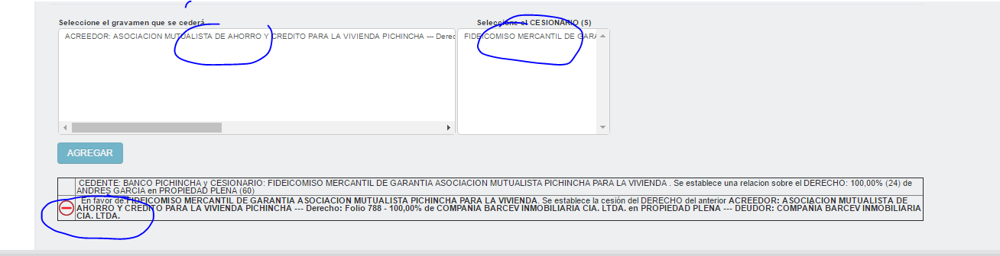 Seleccione el gravamen que se cederá
Seleccione el CESIONARIO (S)
ACREEDOR: ASOCIACION MUTUALISTA DE AHORRO Y CREDITO PARA LA VIVIENDA PICHINCHA --- Derec
FIDEICOMISO MERCANTIL DE GARA
AGREGAR
CEDENTE: BANCO PICHINCHA y CESIONARIO: FIDEICOMISO MERCANTIL DE GARANTIA ASOCIACION MUTUALISTA PICHINCHA PARA LA VIVIENDA . Se establece una relacion sobre el DERECHO: 100,00% (24) de
ANDRES GARCIA en PROPIEDAD PLENA (60)
En favor de:FIDEICOMISO MERCANTIL DE GARANTIA ASOCIACION MUTUALISTA PICHINCHA PARA LA VIVIENDA. Se establece la cesión del DERECHO del anterior ACREEDOR: ASOCIACION MUTUALISTA DE
AHORRO Y CREDITO PARA LA VIVIENDA PICHINCHA --- Derecho: Folio 788 - 100,00% de COMPAÑIA BARCEV INMOBILIARIA CIA. LTDA. en PROPIEDAD PLENA --- DEUDOR: COMPAÑIA BARCEV INMOBILIARIA
CIA. LTDA.